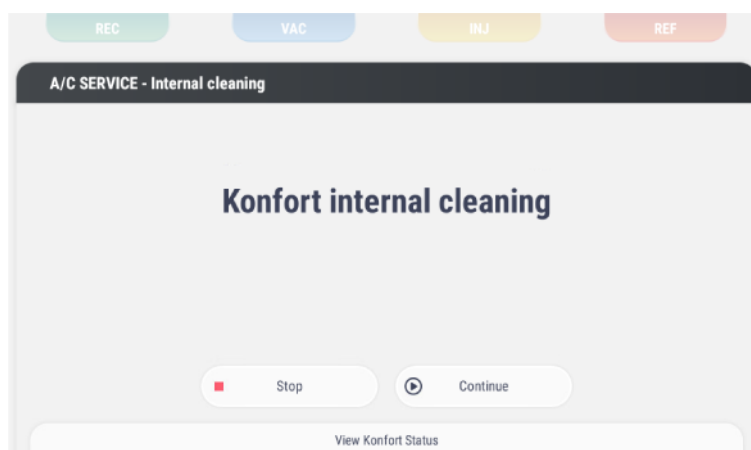 REC VAC INJ REF
A/C SERVICE - Internal cleaning
Konfort internal cleaning
Stop Continue
View Konfort Status